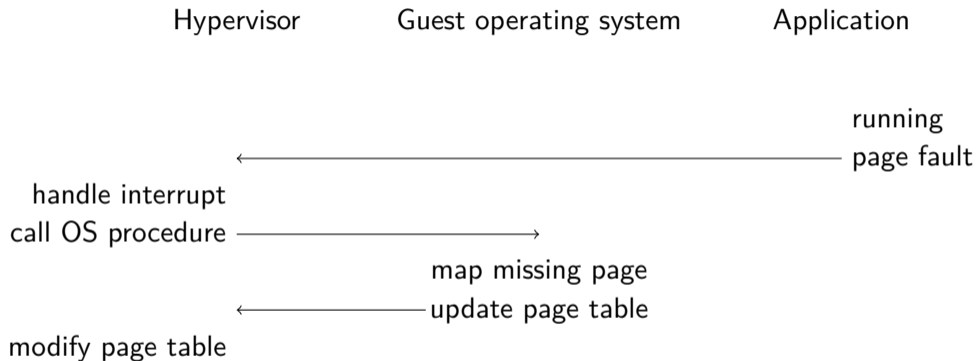 Hypervisor Guest operating system Application
running
page fault
handle interrupt
call OS procedure
map missing page
update page table
modify page table